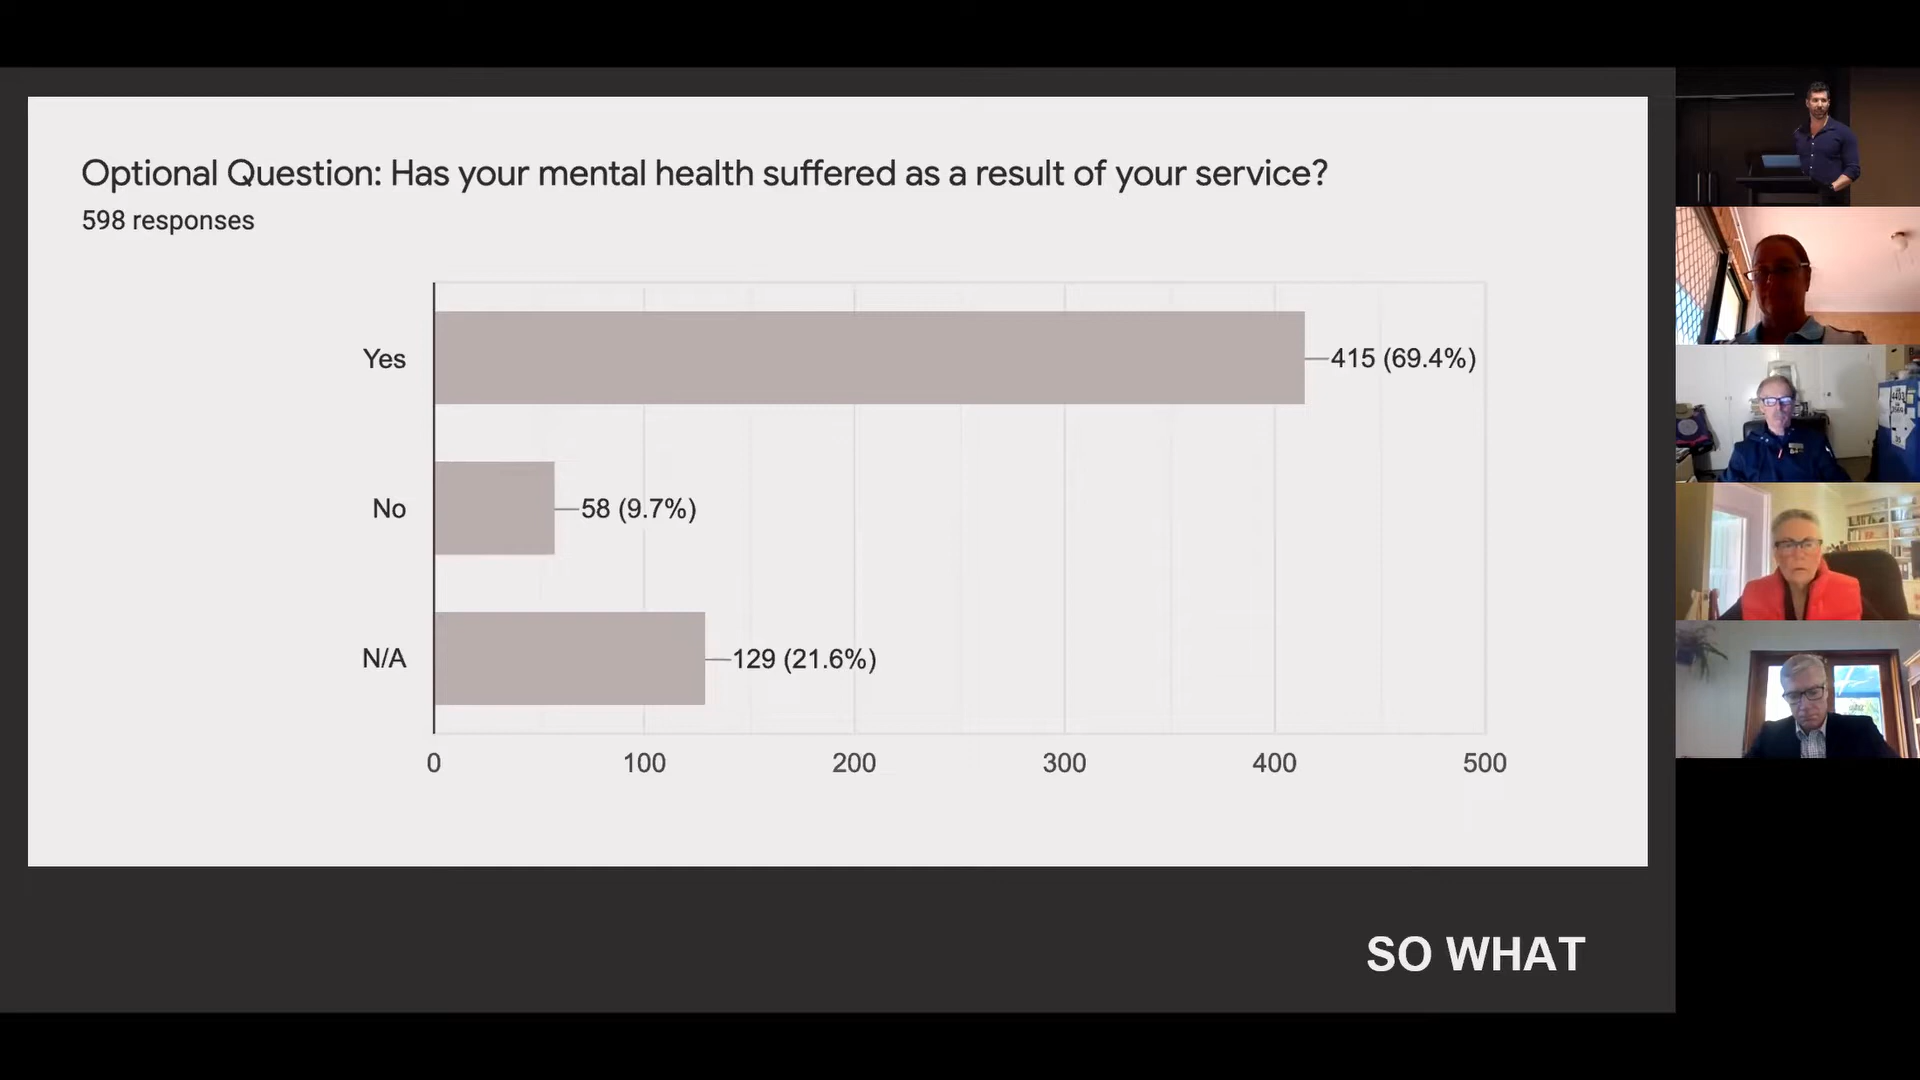 Optional Question: Has your mental health suffered as a result of your service?
598 responses
Yes
415 (69.4%)
No
58 (9.7%)
N/A
129 (21.6%)
0 100 200 300 400 500
SO WHAT